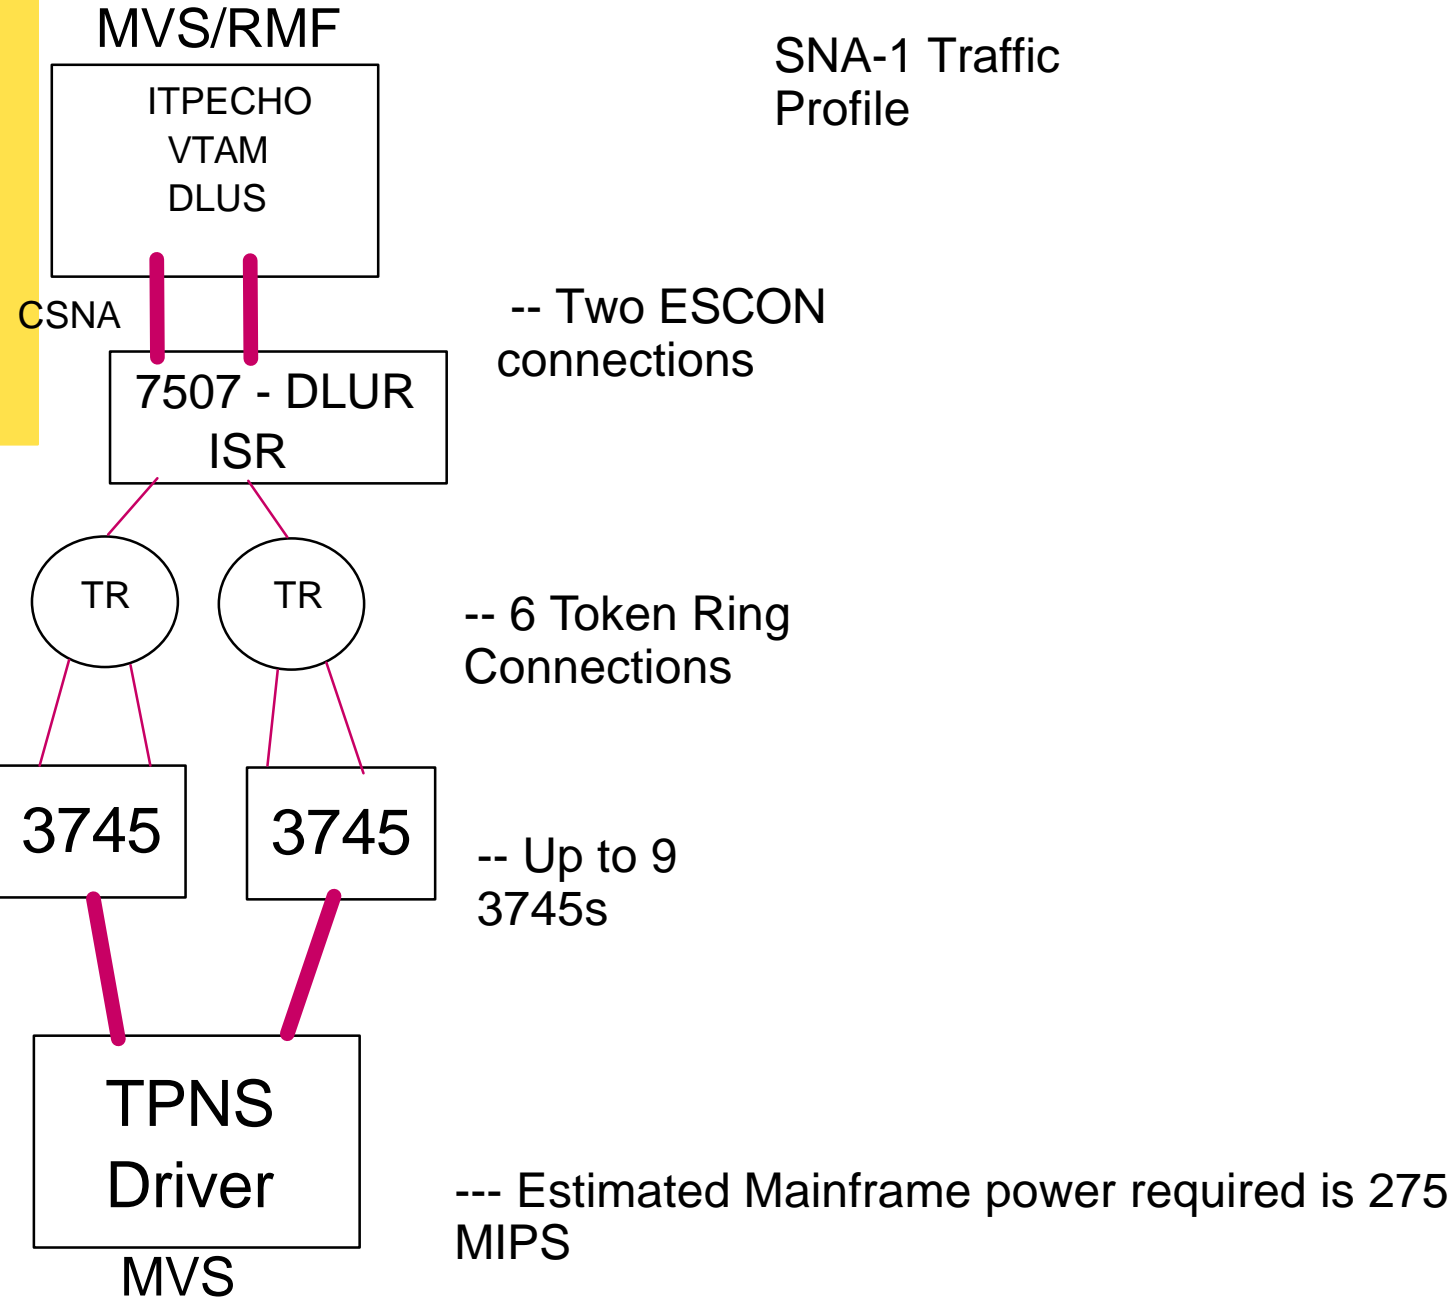 MVS/RMF
SNA-1 Traffic
Profile
ITPECHO
VTAM
DLUS
CSNA
-- Two ESCON
connections
7507 - DLUR
ISR
TR
TR
-- 6 Token Ring
Connections
3745
3745
-- Up to 9
3745s
TPNS
Driver
--- Estimated Mainframe power required is 275
MIPS
MVS